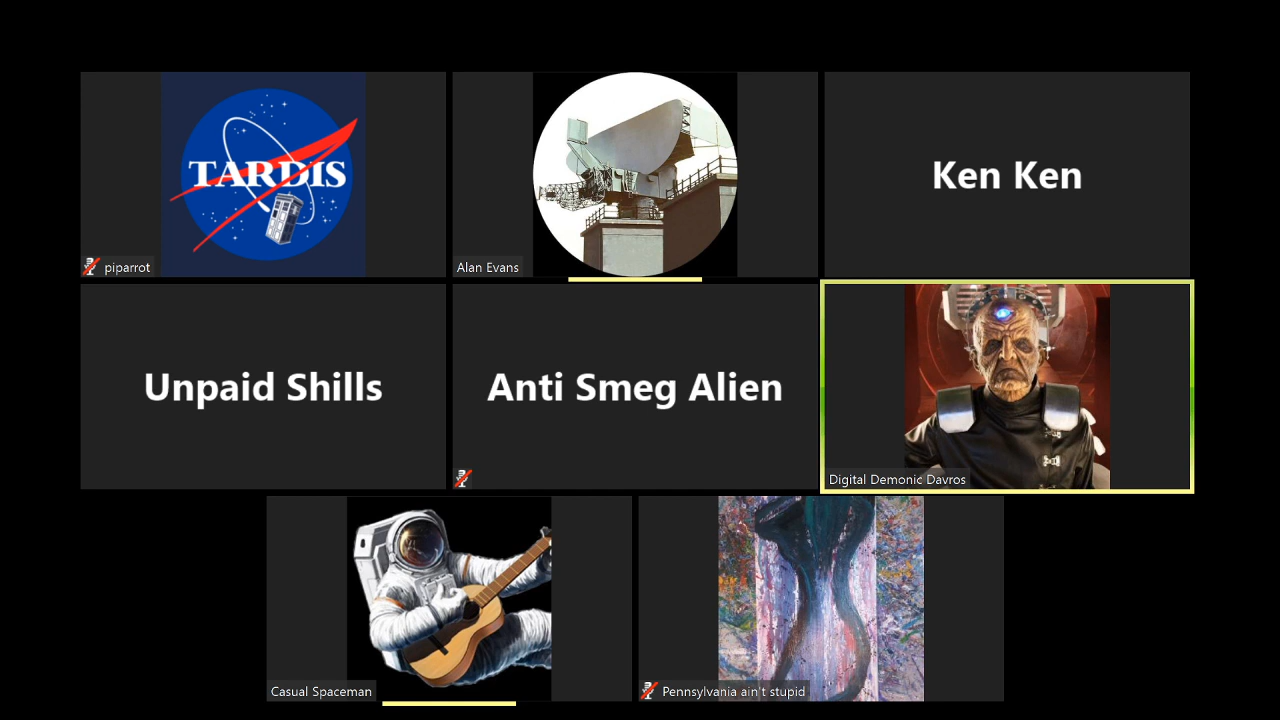 TARDIS
piparrot
Alan Evans
Ken Ken
Unpaid Shills
Anti Smeg Alien
Digital Demonic Davros
Casual Spaceman
Pennsylvania ain't stupid